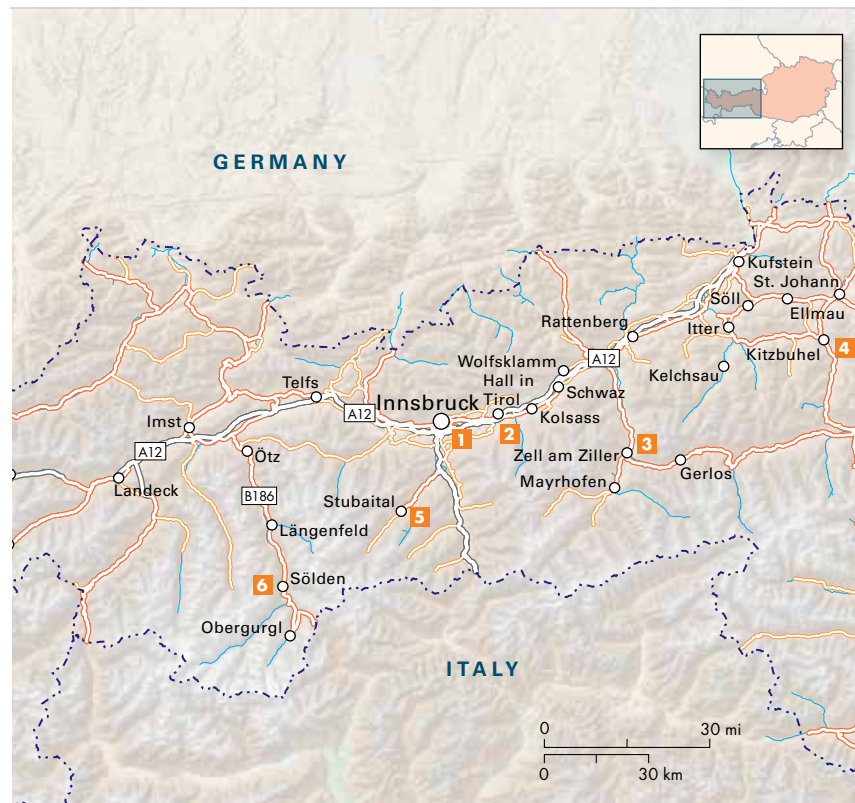 GERMANY
Kufstein
St. Johann
Söll
Ellmau
Rattenberg
Itter
Kitzbuhel
4
Wolfsklamm
A12
Kelchsau
Hall in
Tirol
Schwaz
Telfs
Innsbruck
Kolsass
A12
Imst
1
2
3
A12
Ötz
Zell am Ziller
Gerlos
Landeck
Mayrhofen
B186
Stubaital
5
Längenfeld
6
Sölden
Obergurgl
ITALY
0 30 mi
0 30 km